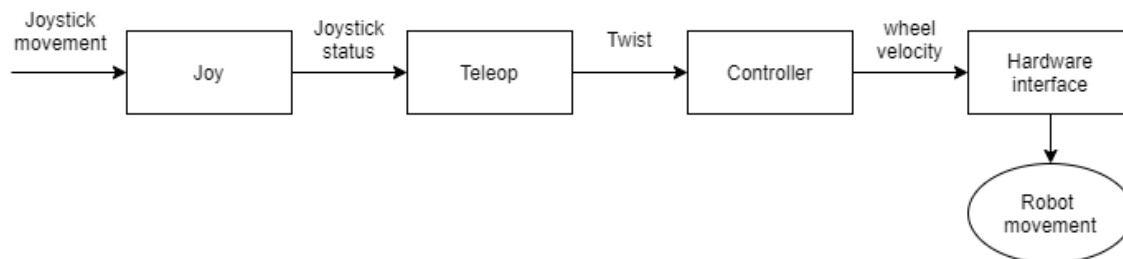 Joystick
movement
Joy
Joystick
status
Teleop
Twist
Controller
wheel
velocity
Hardware
interface
Robot
movement